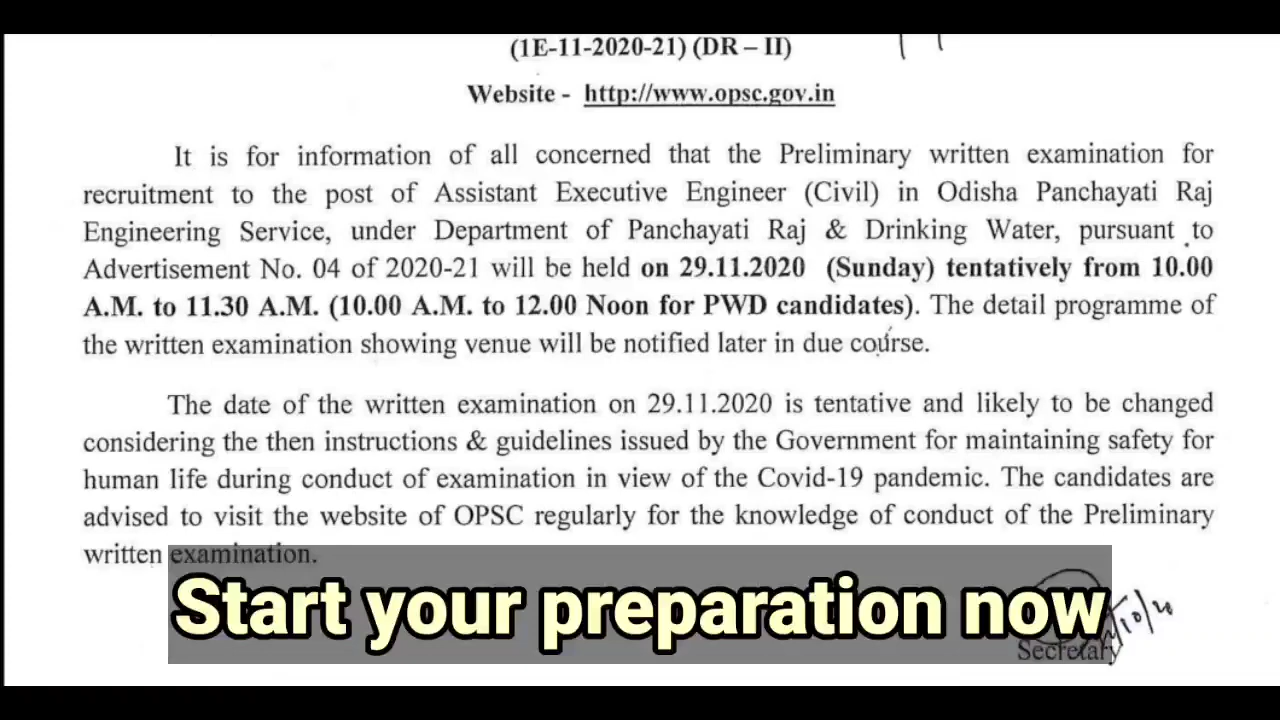 (1E-11-2020-21) (DR – II)
Website - http://www.opsc.gov.in
It is for information of all concerned that the Preliminary written examination for
recruitment to the post of Assistant Executive Engineer (Civil) in Odisha Panchayati Raj
Engineering Service, under Department of Panchayati Raj & Drinking Water, pursuant to
Advertisement No. 04 of 2020-21 will be held on 29.11.2020 (Sunday) tentatively from 10.00
A.M. to 11.30 A.M. (10.00 A.M. to 12.00 Noon for PWD candidates). The detail programme of
the written examination showing venue will be notified later in due course.
The date of the written examination on 29.11.2020 is tentative and likely to be changed
considering the then instructions & guidelines issued by the Government for maintaining safety for
human life during conduct of examination in view of the Covid-19 pandemic. The candidates are
advised to visit the website of OPSC regularly for the knowledge of conduct of the Preliminary
written examination.
Start your preparation now
Secretary